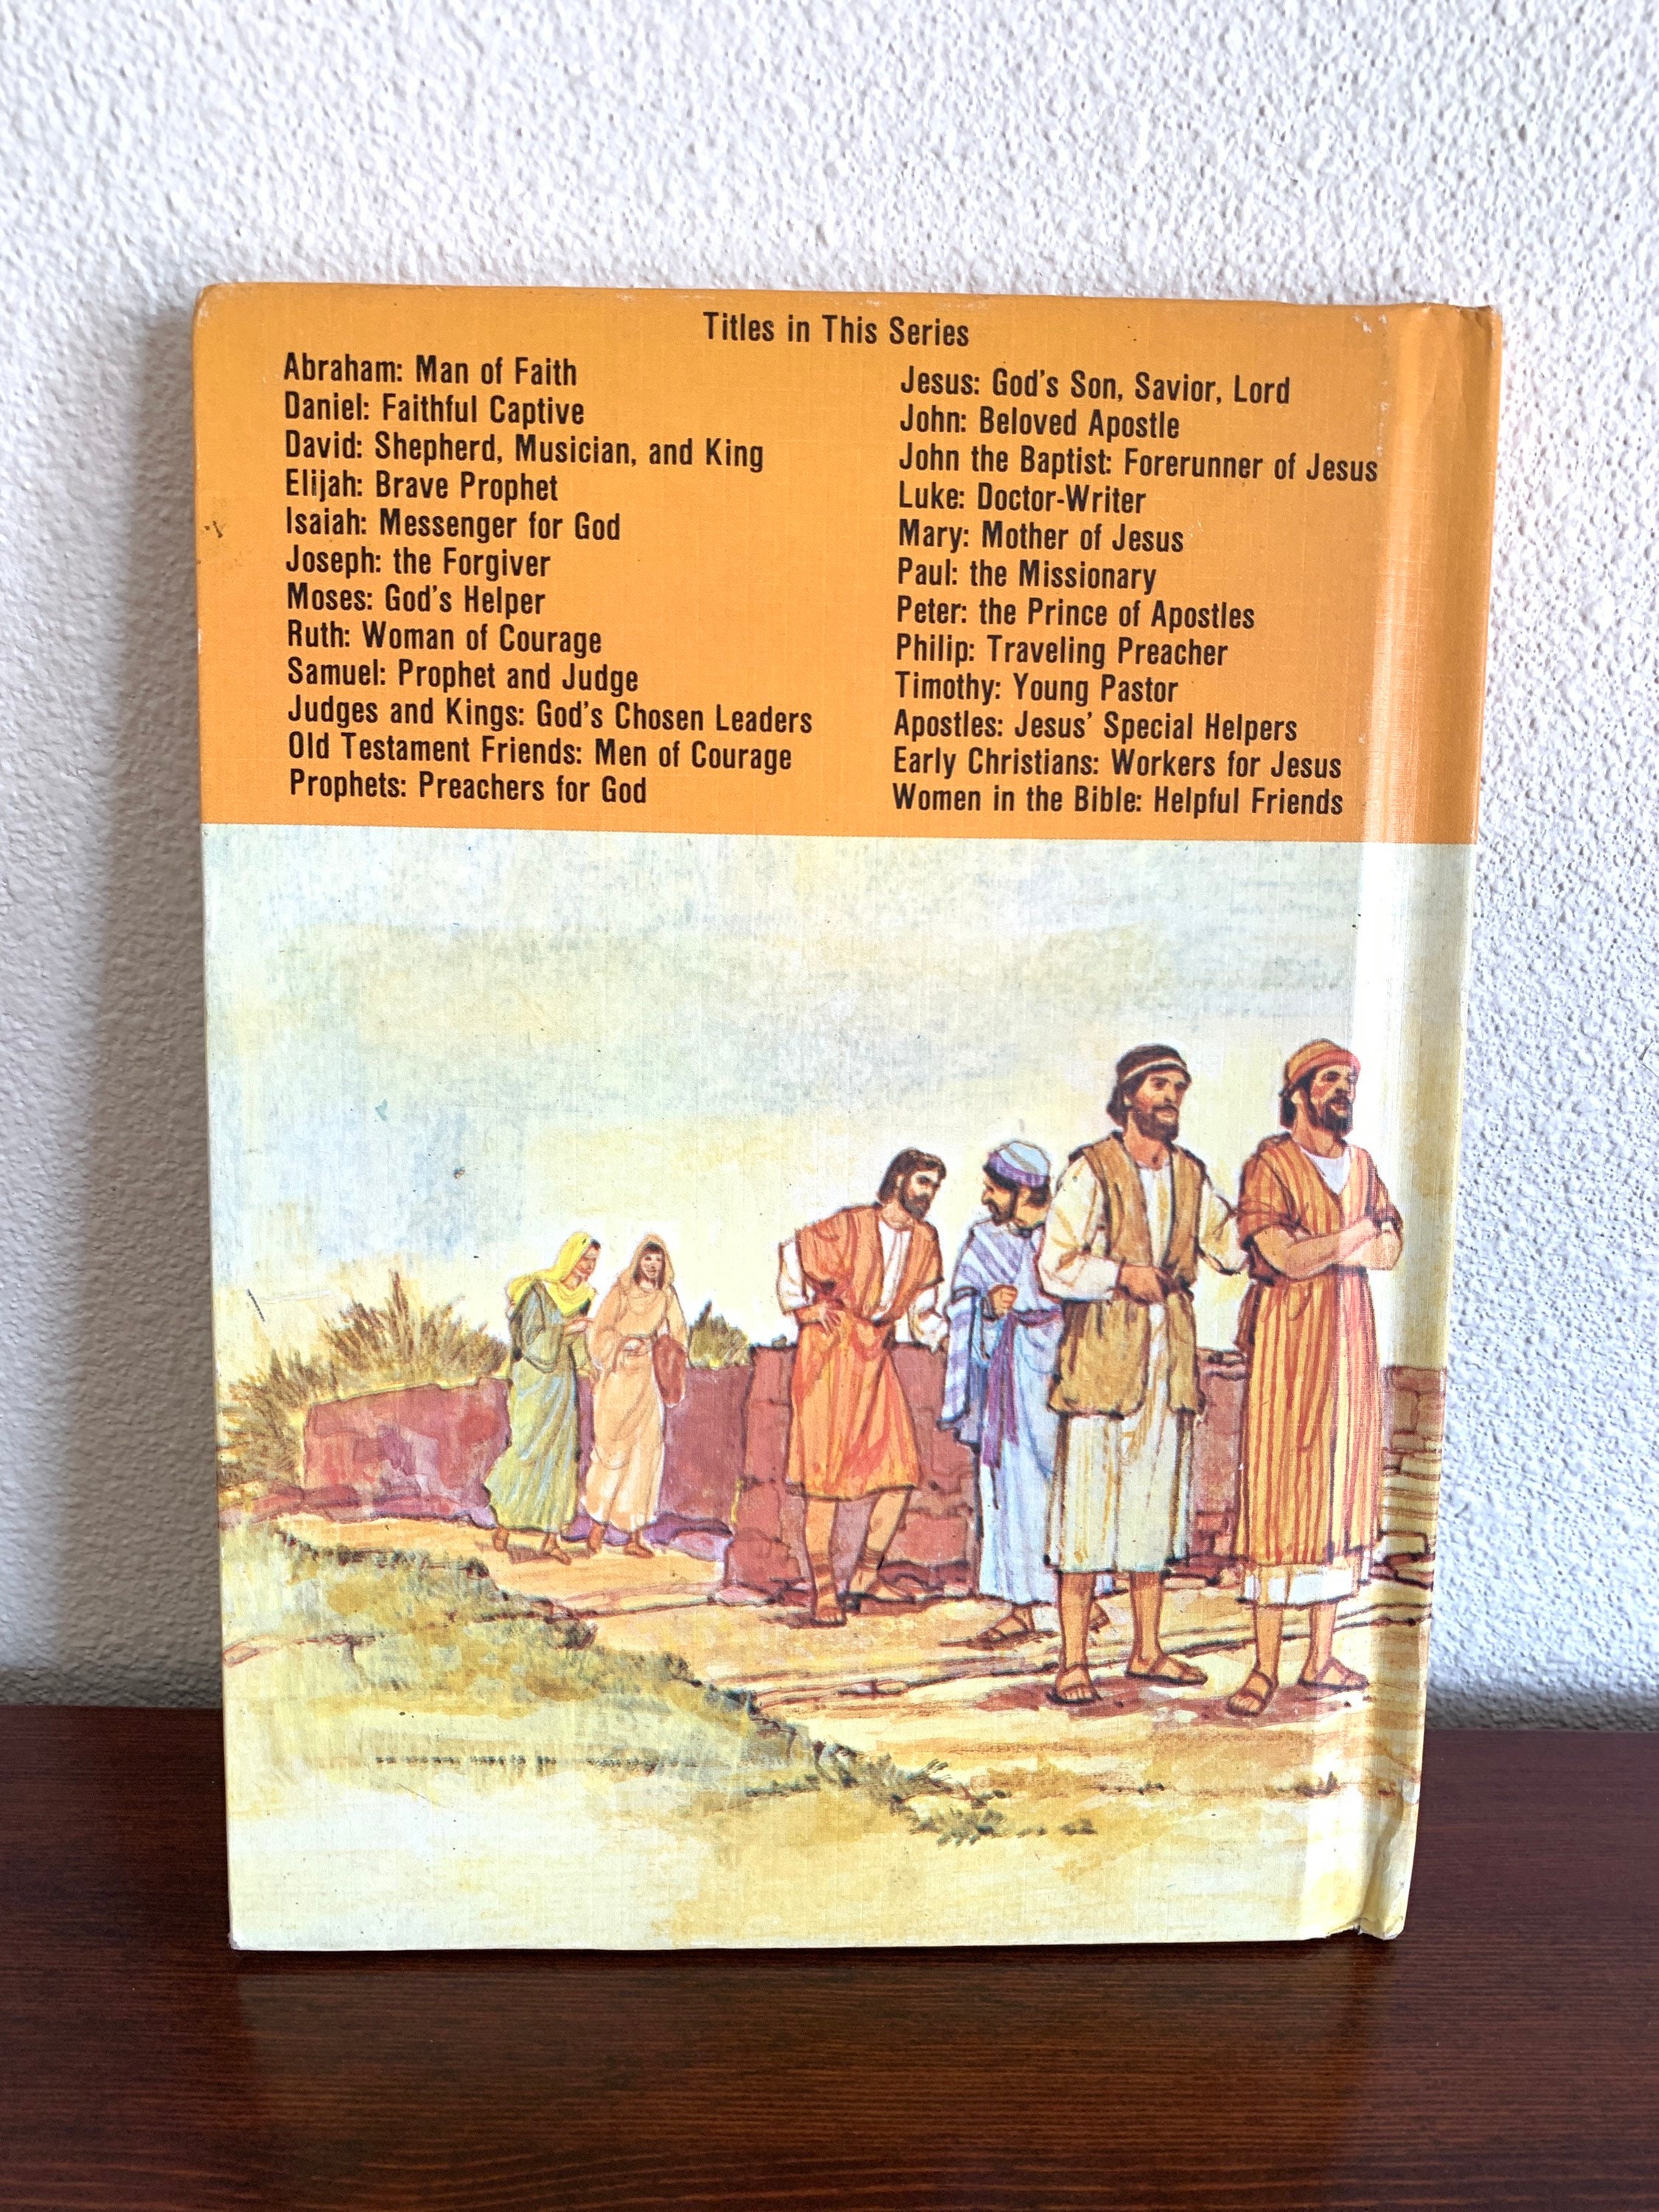 Titles in This Series
Abraham: Man of Faith
Daniel: Faithful Captive
David: Shepherd, Musician, and King
Elijah: Brave Prophet
Isaiah: Messenger for God
Joseph: the Forgiver
Moses: God's Helper
Ruth: Woman of Courage
Samuel: Prophet and Judge
Judges and Kings: God's Chosen Leaders
Old Testament Friends: Men of Courage
Prophets: Preachers for God
Jesus: God's Son, Savior, Lord
John: Beloved Apostle
John the Baptist: Forerunner of Jesus
Luke: Doctor-Writer
Mary: Mother of Jesus
Paul: the Missionary
Peter: the Prince of Apostles
Philip: Traveling Preacher
Timothy: Young Pastor
Apostles: Jesus' Special Helpers
Early Christians: Workers for Jesus
Women in the Bible: Helpful Friends